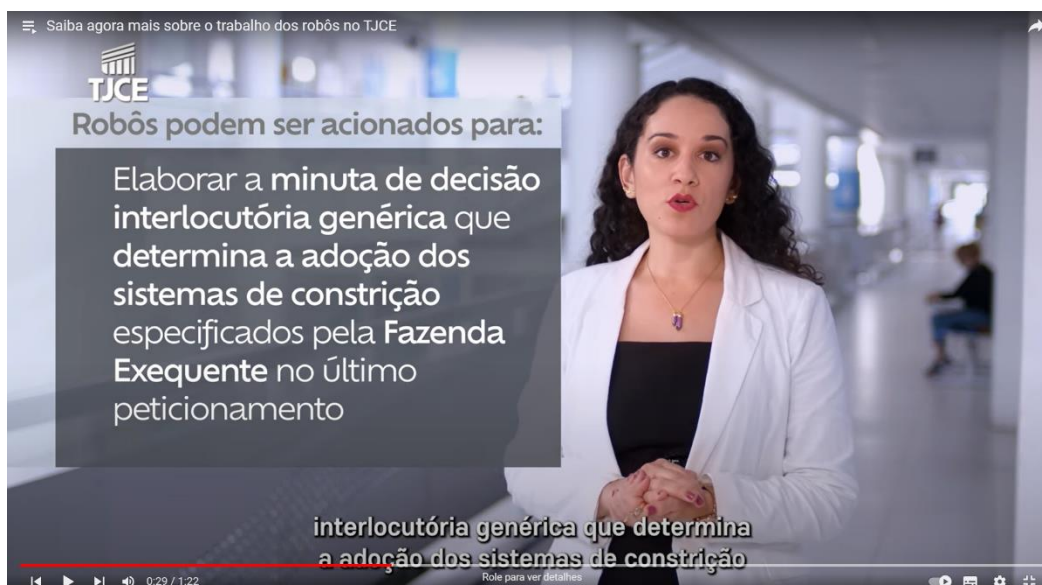 Saiba agora mais sobre o trabalho dos robôs no TJCE
TJCE
Robôs podem ser acionados para:
Elaborar a minuta de decisão
interlocutória genérica que
determina a adoção dos
sistemas de constrição
especificados pela Fazenda
Exequente no último
peticionamento
interlocutória genérica que determina
a adoção dos sistemas de constrição
0:29 / 1:22
Role para ver detalhes